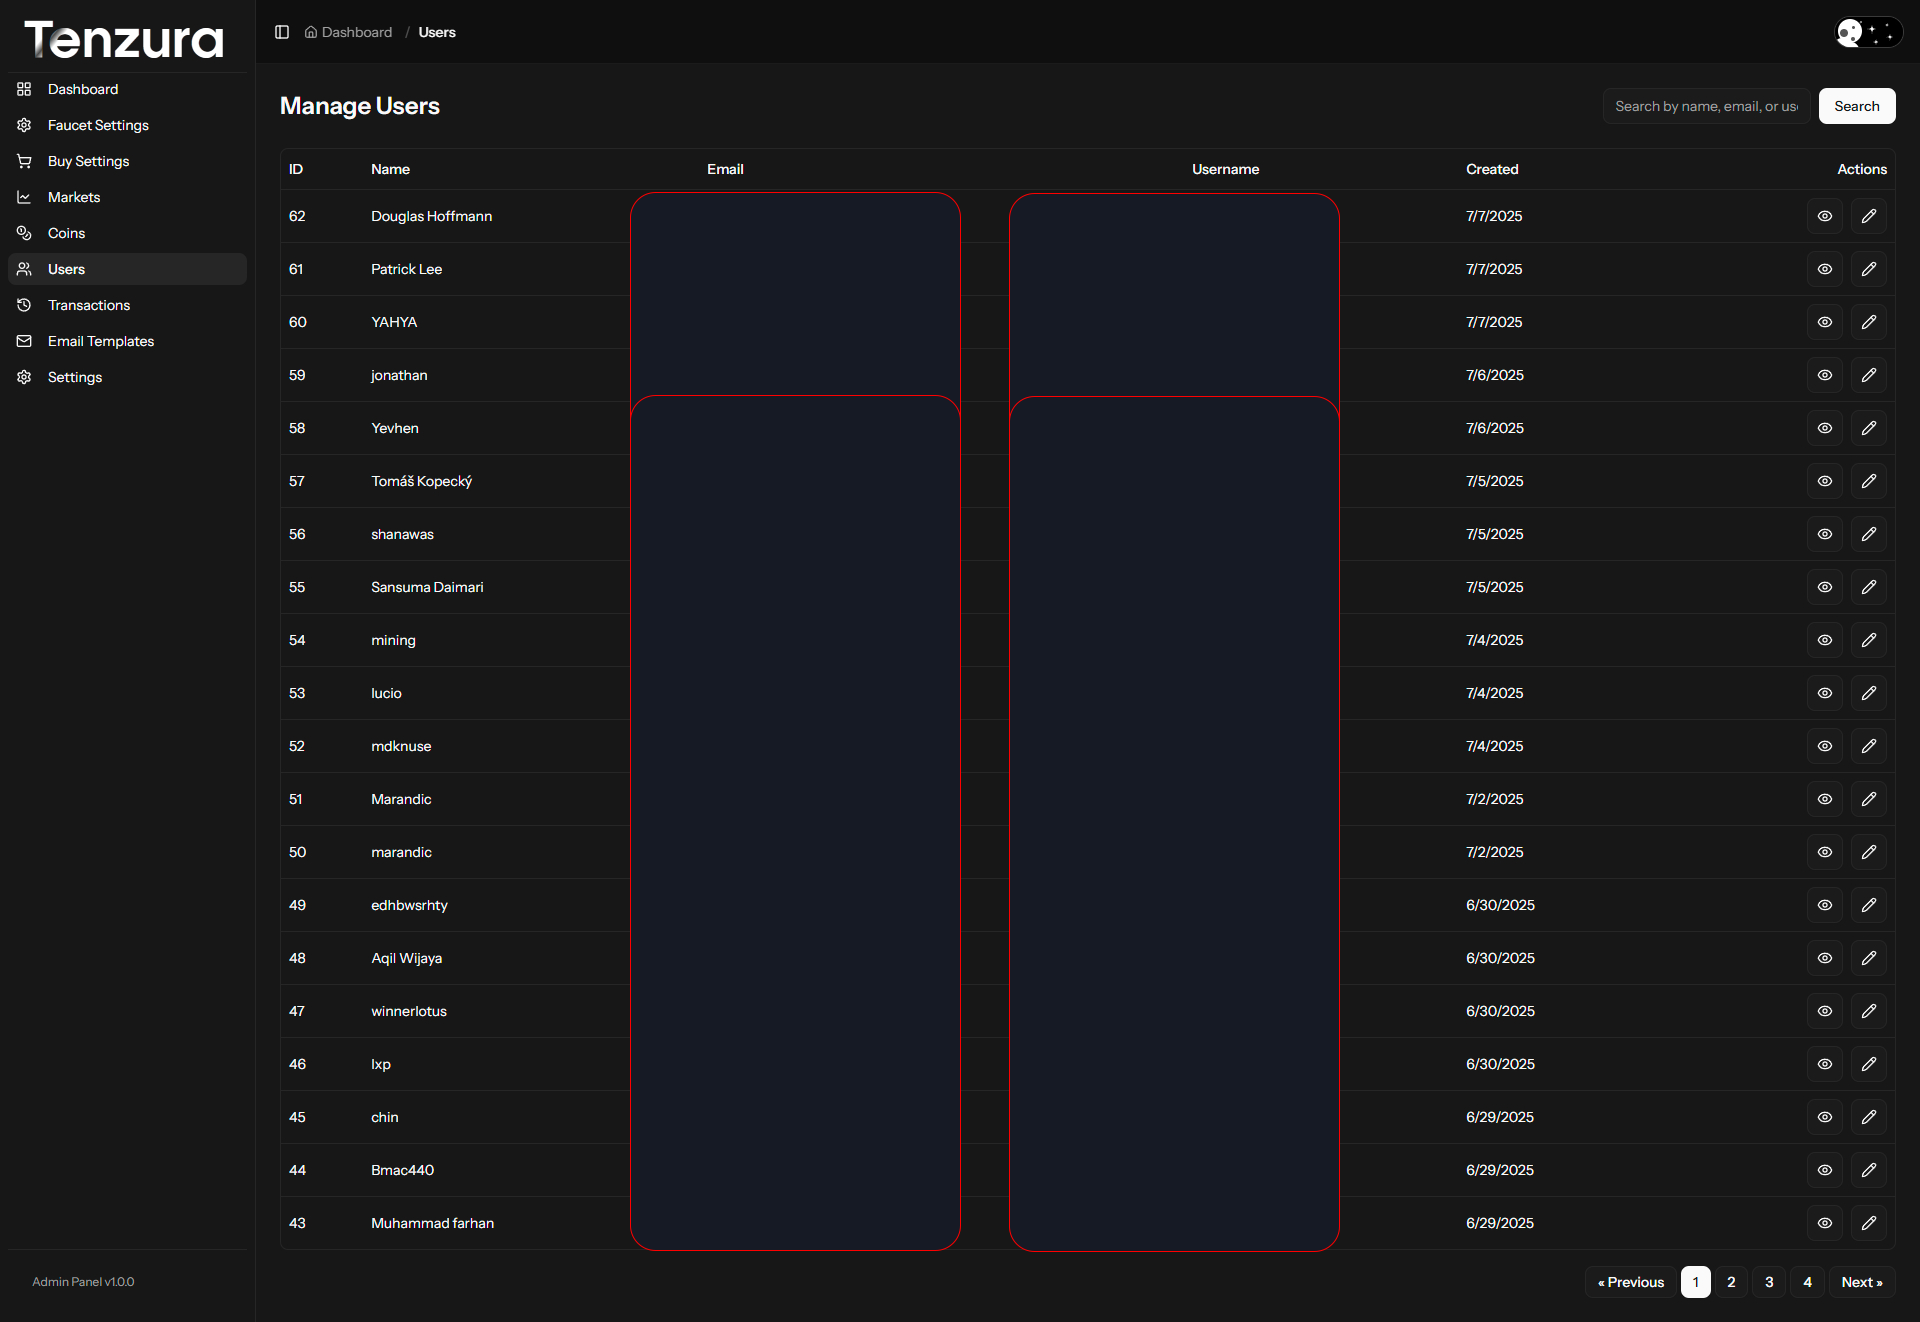 Tenzura
Dashboard
Faucet Settings
Buy Settings
Markets
Coins
Users
Transactions
Email Templates
Settings
Admin Panel v1.0.0
Dashboard / Users
Manage Users
Search by name, email, or us
Search
ID Name Email Username Created Actions
62 Douglas Hoffmann 7/7/2025
61 Patrick Lee 7/7/2025
60 YAHYA 7/7/2025
59 jonathan 7/6/2025
58 Yevhen 7/6/2025
57 Tomáš Kopecký 7/5/2025
56 shanawas 7/5/2025
55 Sansuma Daimari 7/5/2025
54 mining 7/4/2025
53 lucio 7/4/2025
52 mdknuse 7/4/2025
51 Marandic 7/2/2025
50 marandic 7/2/2025
49 edhbwsrhty 6/30/2025
48 Aqil Wijaya 6/30/2025
47 winnerlotus 6/30/2025
46 lxp 6/30/2025
45 chin 6/29/2025
44 Bmac440 6/29/2025
43 Muhammad farhan 6/29/2025
« Previous 1 2 3 4 Next »